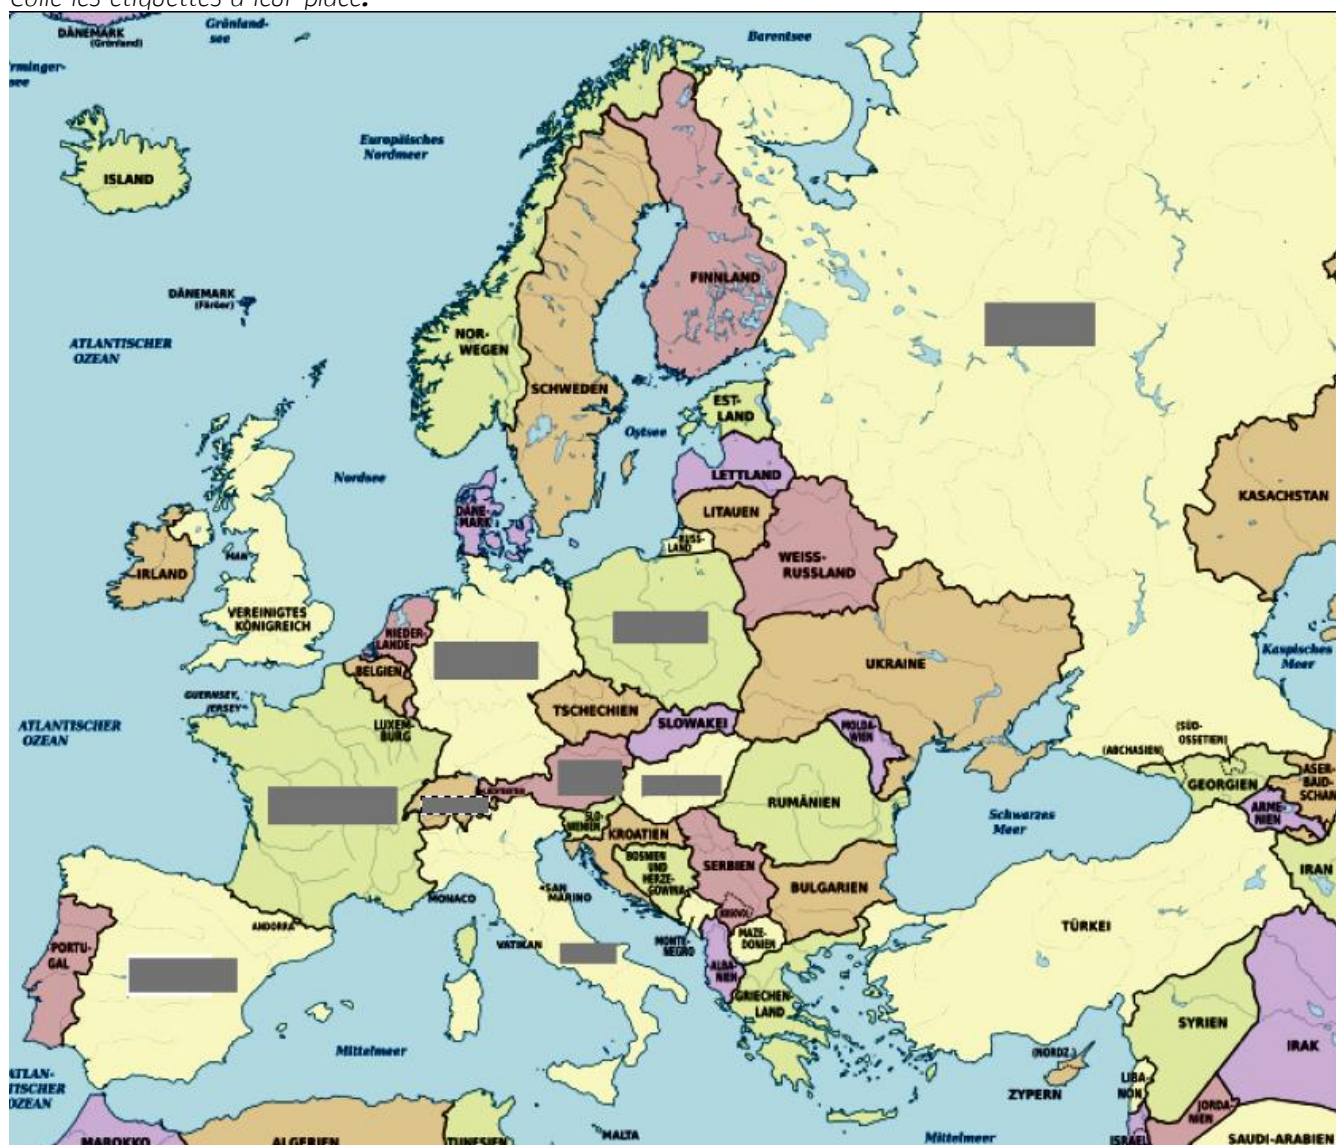 Colle les étiquettes à leur place.
DÄNEMARK
(Grönland)
Grönland-
see
Barentsee
rminger-
see
Europäisches
Nordmeer
ISLAND
FINNLAND
DÄNEMARK
(Färöer)
ATLANTISCHER
OZEAN
NOR-
WEGEN
SCHWEDEN
EST-
LAND
Ostsee
Nordsee
LETTLAND
KASACHSTAN
LITAUEN
DÄNE-
MARK
RUSS-
LAND
MAN
WEISS-
RUSSLAND
IRLAND
VEREINIGTES
KÖNIGREICH
NIEDER-
LANDE
Kaspisches
Meer
UKRAINE
BELGIEN
GUERNSEY,
JERSEY
TSCHECHIEN
SLOWAKEI
LUXEM-
BURG
MOLDA-
WIEN
ATLANTISCHER
OZEAN
(SÜD-
OSSETIEN)
(ABCHASIEN)
GEORGIEN
ASER-
BAID-
SCHAN
ARME-
NIEN
RUMÄNIEN
Schwarzes
Meer
SLO-
WENIEN
KROATIEN
BOSNIEN
UND
HERZE-
GOWINA
SERBIEN
IRAN
BULGARIEN
SAN
MARINO
MONACO
KOSOVO
ANDORRA
TÜRKEI
MAZE-
DONIEN
MONTE-
NEGRO
VATIKAN
PORTU-
GAL
ALBA-
NIEN
GRIECHEN-
LAND
SYRIEN
IRAK
Mittelmeer
(NORDZ.)
ZYPERN
LIBA-
NON
ATLAN-
TISCHER
OZEAN
JORDA-
NIEN
MAROKKO
ALGERIEN
TUNESIEN
MALTA
Mittelmeer
ISRAEL
SAUDI-ARABIEN